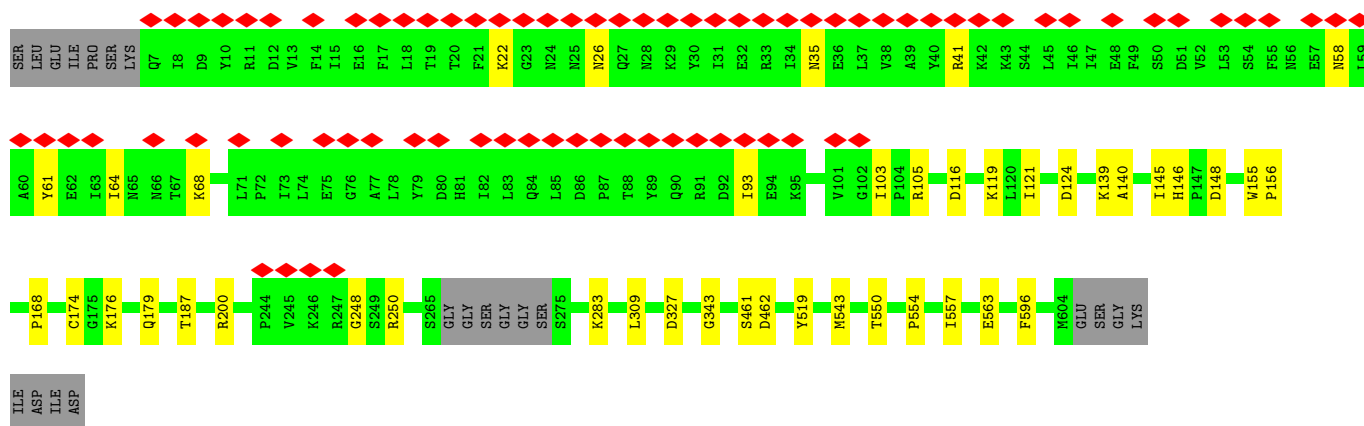 SER LEU GLU ILE PRO SER LYS Q7 I8 D9 Y10 R11 D12 V13 F14 I15 E16 F17 L18 T19 T20 F21 K22 G23 N24 N25 N26 Q27 N28 K29 Y30 I31 E32 R33 I34 N35 E36 L37 V38 A39 Y40 R41 K42 K43 S44 L45 I46 I47 E48 F49 S50 D51 V52 L53 S54 F55 N56 E57 N58 L59
A60 Y61 E62 I63 I64 N65 N66 T67 K68 L71 P72 I73 L74 E75 G76 A77 L78 Y79 D80 H81 I82 L83 Q84 L85 D86 P87 T88 Y89 Q90 R91 D92 I93 E94 K95 V101 G102 I103 P104 R105 D116 K119 L120 I121 D124 K139 A140 I145 H146 P147 D148 W155 P156
P168 C174 G175 K176 Q179 T187 R200 P244 V245 K246 R247 G248 S249 R250 S265 GLY GLY SER GLY GLY SER S275 K283 L309 D327 G343 S461 D462 Y519 M543 T550 P554 I557 E563 F596 M604 GLU SER GLY LYS
ILE ASP ILE ASP